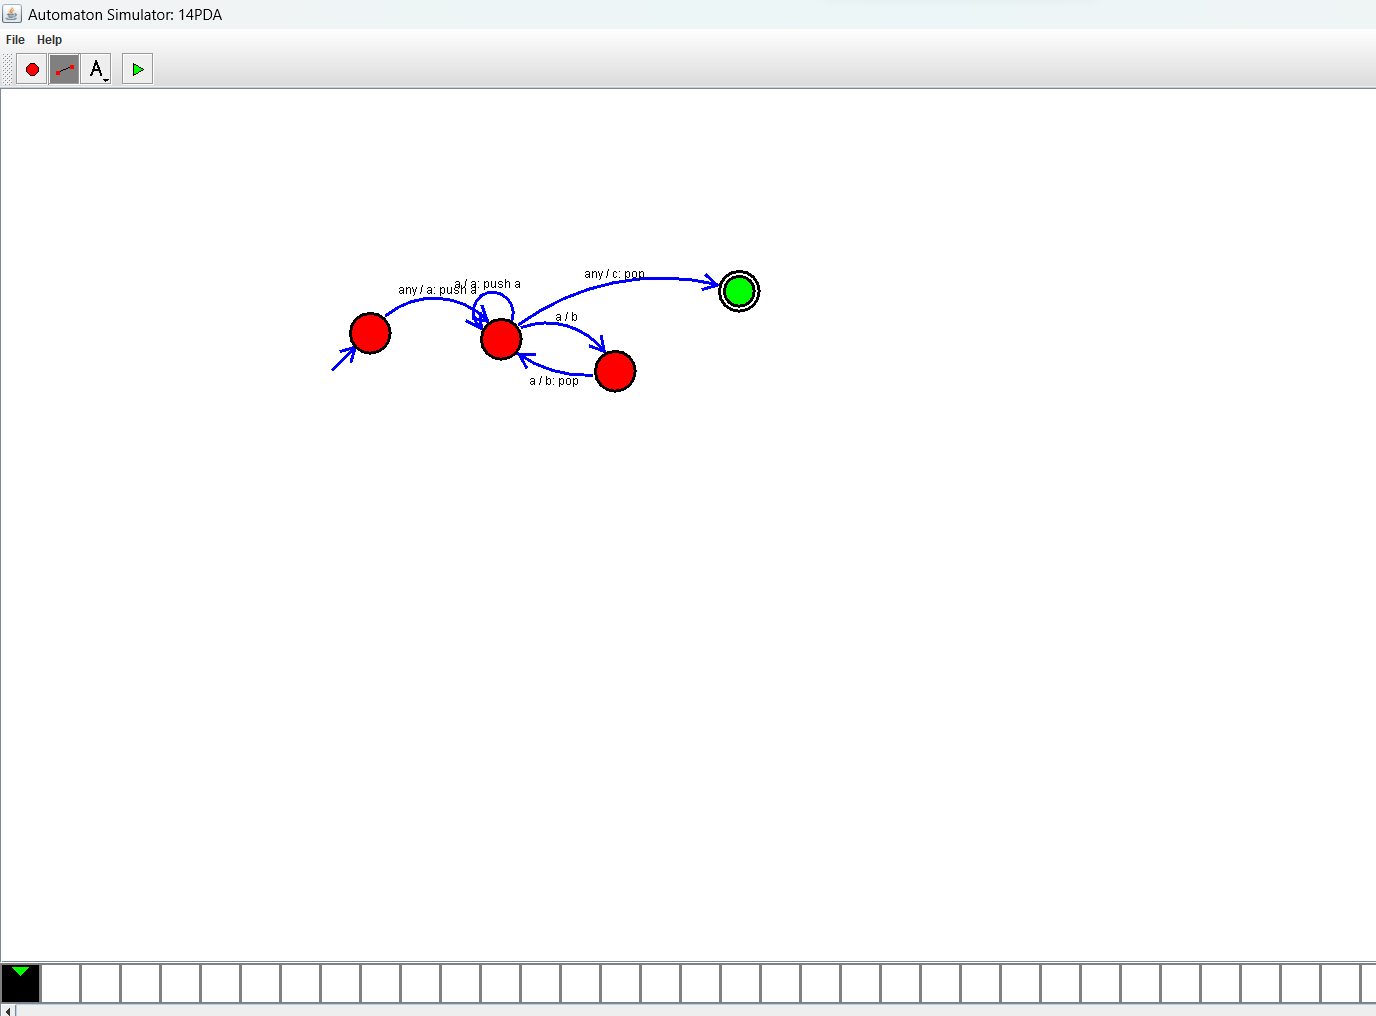 Automaton Simulator: 14PDA
File Help
A
any / c: pop
a / a: push a
any / a: push a
a / b
a / b: pop